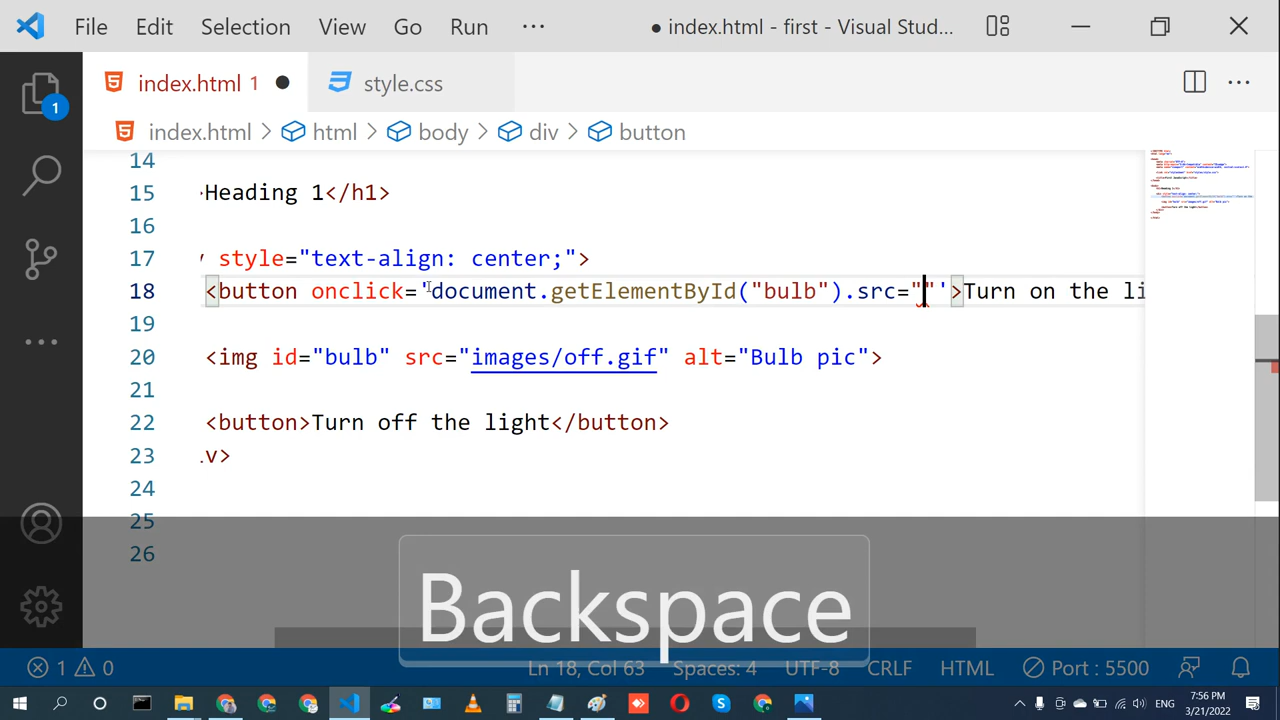 File Edit Selection View Go Run ··· ● index.html - first - Visual Stud...
index.html 1 ● style.css ···
index.html > html > body > div > button
14
15 Heading 1</h1>
16
17 style="text-align: center;">
18 <button onclick='document.getElementById("bulb").src=""'>Turn on the li
19
20 <img id="bulb" src="images/off.gif" alt="Bulb pic">
21
22 <button>Turn off the light</button>
23 v>
24
25
26
1
Backspace
1 0 Ln 18, Col 63 Spaces: 4 UTF-8 CRLF HTML Port : 5500
ENG 7:56 PM
3/21/2022